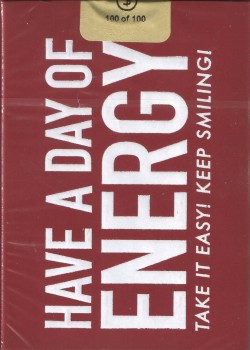 100 of 100
HAVE A DAY OF
ENERGY
TAKE IT EASY! KEEP SMILING!